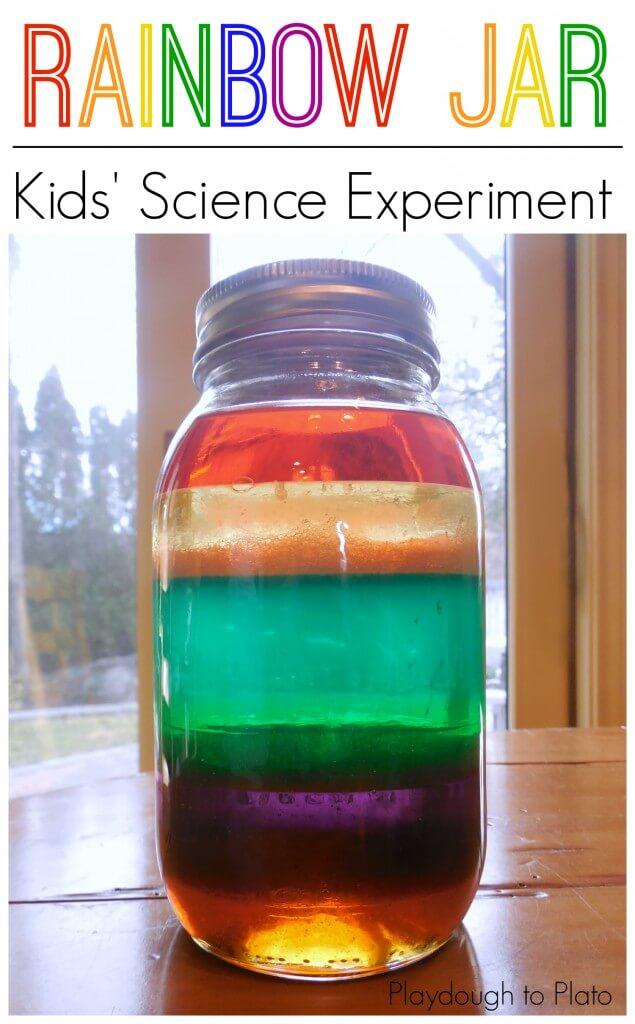 RAINBOW JAR
Kids' Science Experiment
Playdough to Plato